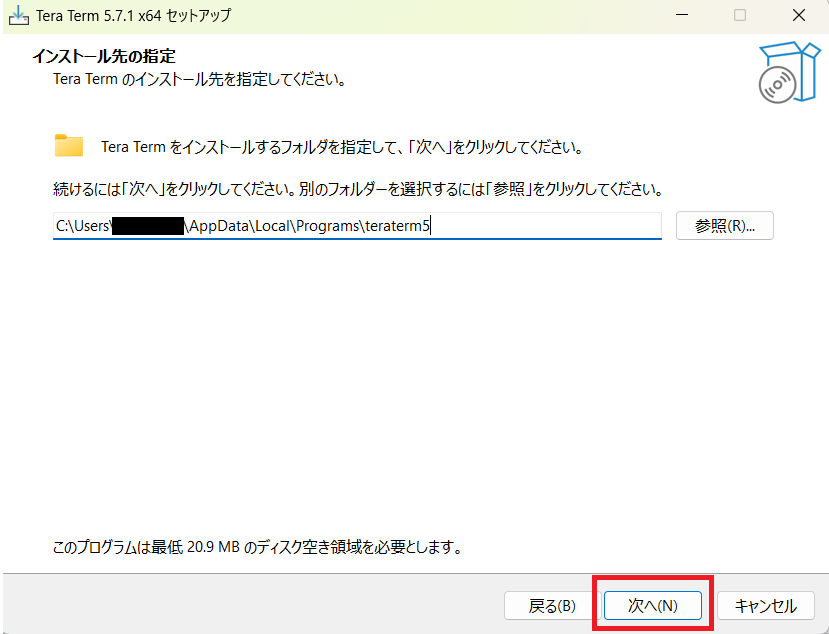 Tera Term 5.7.1 x64 セットアップ
インストール先の指定
Tera Term のインストール先を指定してください。
Tera Term をインストールするフォルダを指定して、「次へ」をクリックしてください。
続けるには「次へ」をクリックしてください。別のフォルダーを選択するには「参照」をクリックしてください。
C:\Users\ \AppData\Local\Programs\teraterm5
参照(R)...
このプログラムは最低 20.9 MB のディスク空き領域を必要とします。
戻る(B)
次へ(N)
キャンセル